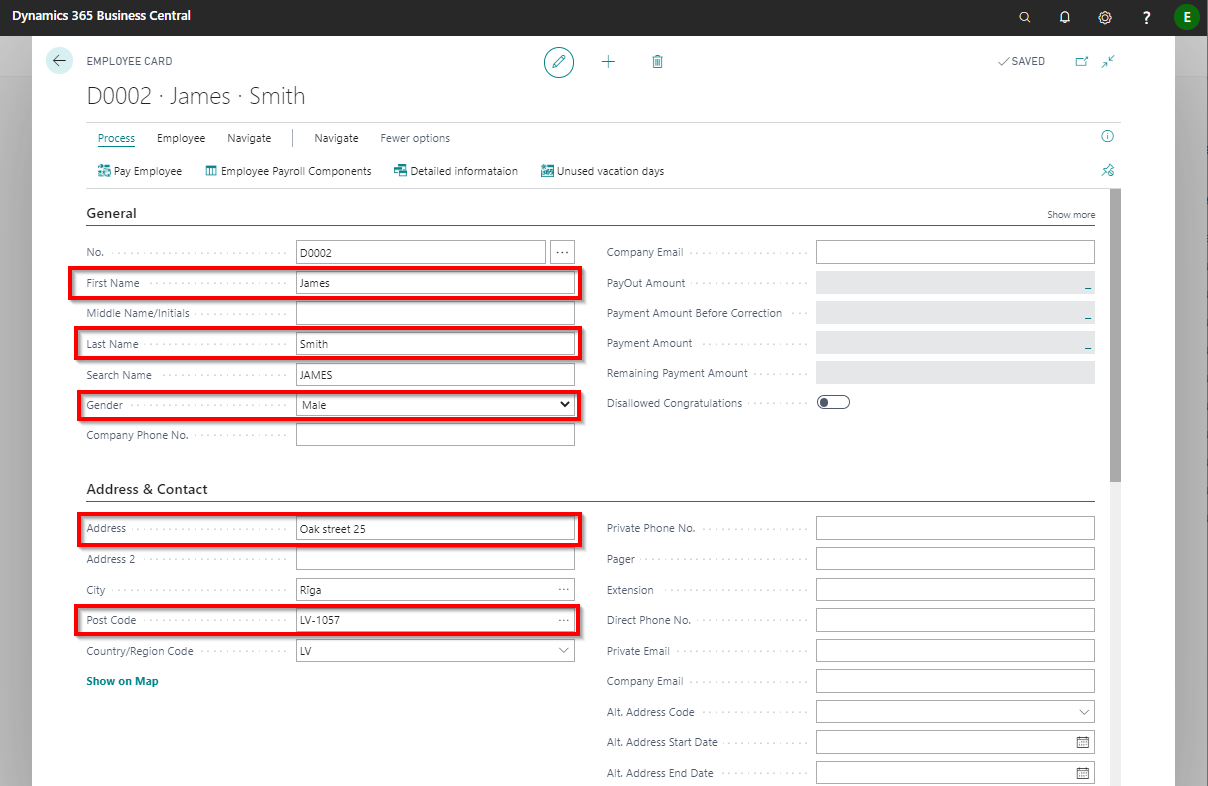 Dynamics 365 Business Central
? E
EMPLOYEE CARD
SAVED
D0002 · James · Smith
Process Employee Navigate Navigate Fewer options
Pay Employee Employee Payroll Components Detailed informataion Unused vacation days
General
Show more
No. D0002 ...
First Name James
Middle Name/Initials
Last Name Smith
Search Name JAMES
Gender Male
Company Phone No.
Company Email
PayOut Amount _
Payment Amount Before Correction _
Payment Amount _
Remaining Payment Amount
Disallowed Congratulations
Address & Contact
Address Oak street 25
Address 2
City Rīga ...
Post Code LV-1057 ...
Country/Region Code LV
Show on Map
Private Phone No.
Pager
Extension
Direct Phone No.
Private Email
Company Email
Alt. Address Code
Alt. Address Start Date
Alt. Address End Date